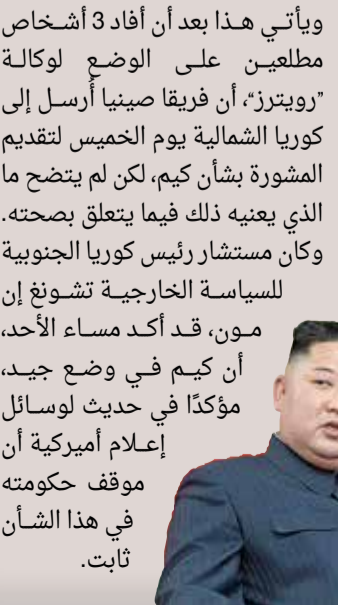 ويأتي هذا بعد أن أفاد 3 أشخاص
مطلعين على الوضع لوكالة
”رويترز“، أن فريقا صينيا أُرسل إلى
كوريا الشمالية يوم الخميس لتقديم
المشورة بشأن كيم، لكن لم يتضح ما
الذي يعنيه ذلك فيما يتعلق بصحته.
وكان مستشار رئيس كوريا الجنوبية
للسياسة الخارجية تشونغ إن
مون، قد أكد مساء الأحد،
أن كيم في وضع جيد،
مؤكدًا في حديث لوسائل
إعلام أميركية أن
موقف حكومته
في هذا الشأن
ثابت.